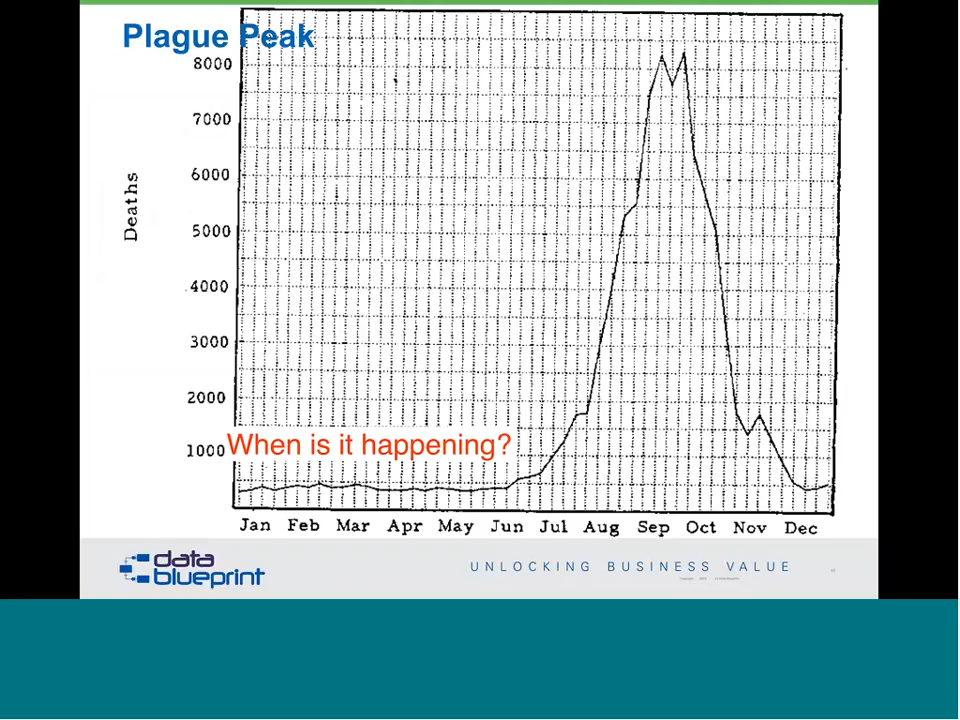 Plague Peak
8000
7000
6000
5000
4000
3000
2000
1000
Deaths
When is it happening?
Jan Feb Mar Apr May Jun Jul Aug Sep Oct Nov Dec
data
blueprint
UNLOCKING BUSINESS VALUE